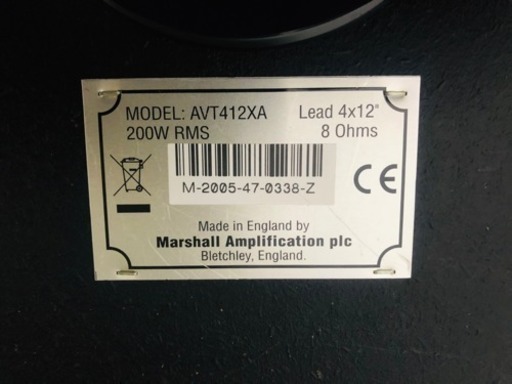 MODEL: AVT412XA Lead 4x12"
200W RMS 8 Ohms
M-2005-47-0338-Z
CE
Made in England by
Marshall Amplification plc
Bletchley, England.